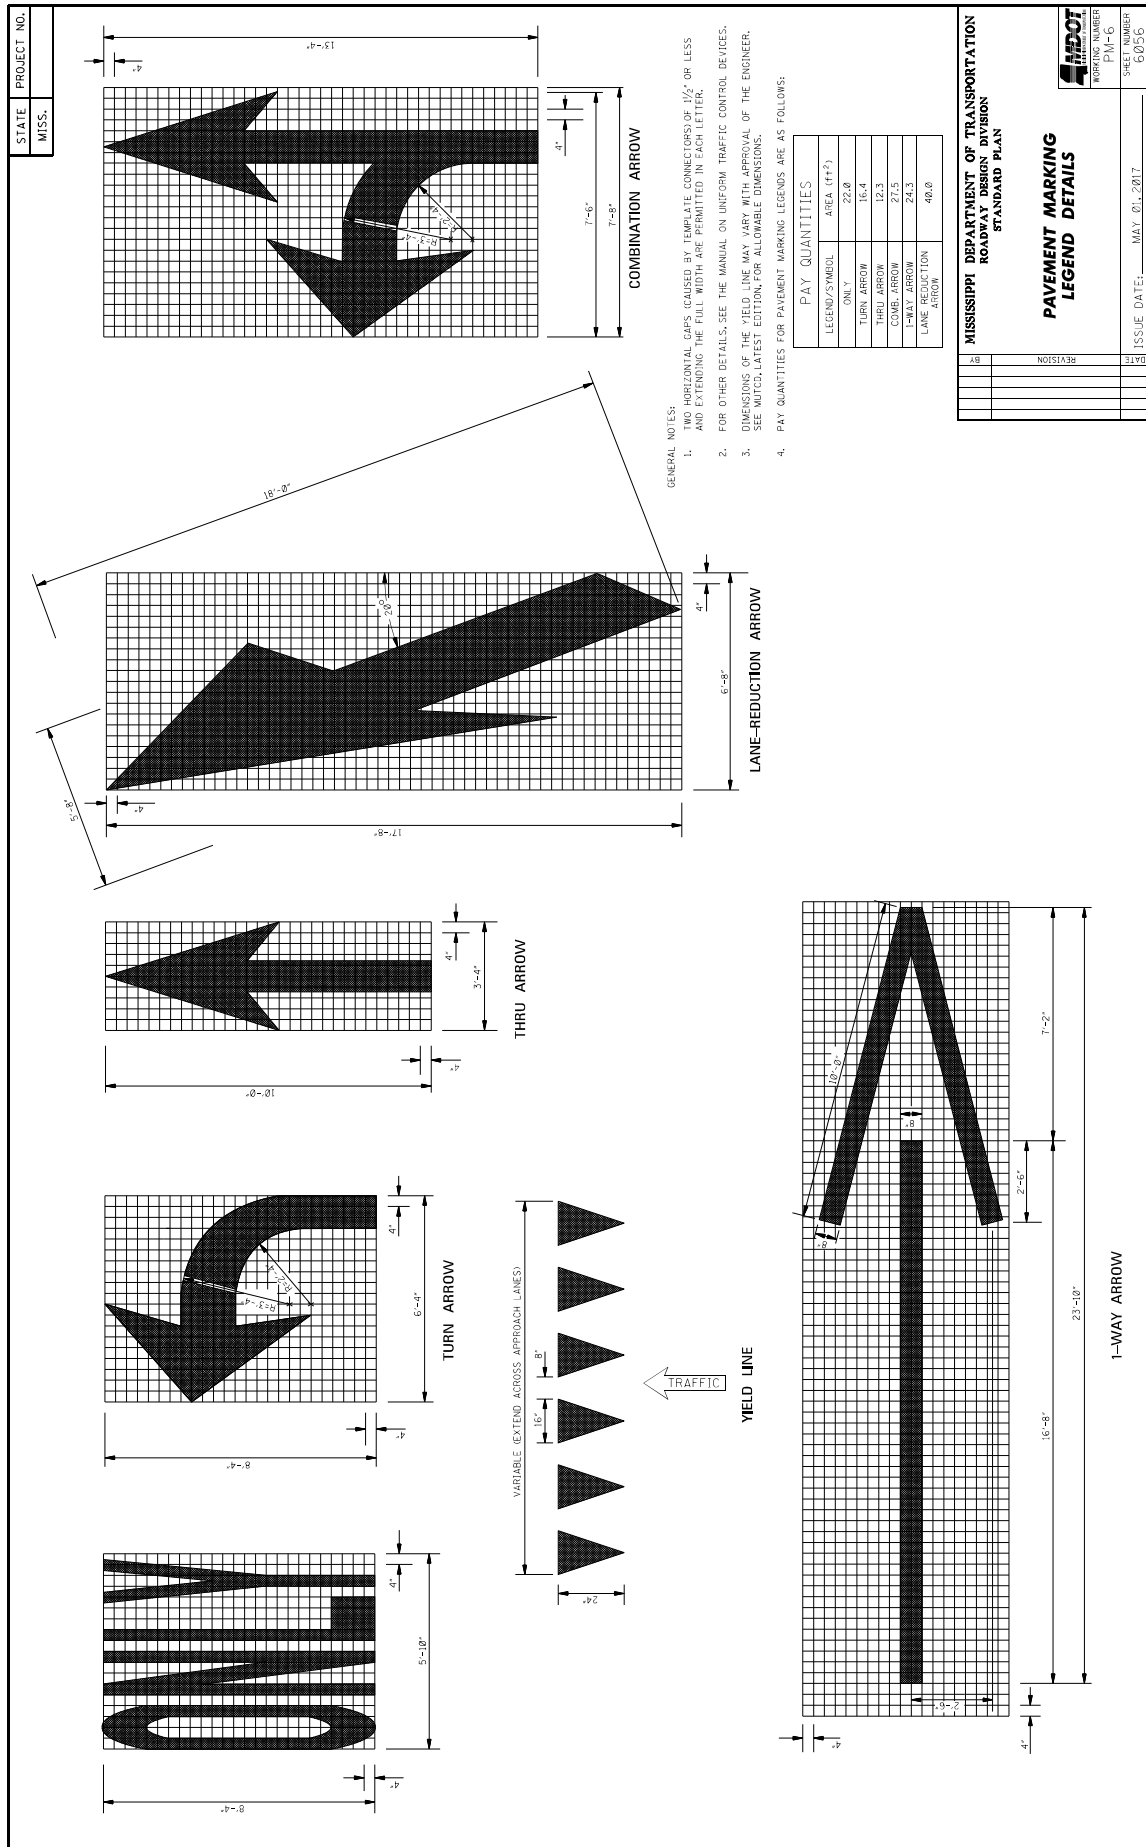 STATE
PROJECT NO.
MISS.
13'-4"
4"
4"
7'-6"
7'-8"
R=3'-4"
R=2'-4"
COMBINATION ARROW
18'-0"
5'-8"
20°
17'-8"
4"
4"
6'-8"
LANE-REDUCTION ARROW
10'-0"
4"
4"
3'-4"
THRU ARROW
8'-4"
4"
4"
6'-4"
R=3'-4"
R=2'-4"
TURN ARROW
ONLY
8'-4"
4"
4"
5'-10"
VARIABLE (EXTEND ACROSS APPROACH LANES)
24"
16"
8"
TRAFFIC
YIELD LINE
10'-0"
8"
8"
2'-6"
2'-6"
4"
4"
7'-2"
16'-8"
23'-10"
1-WAY ARROW
GENERAL NOTES:
1. TWO HORIZONTAL GAPS (CAUSED BY TEMPLATE CONNECTORS) OF 1½" OR LESS
AND EXTENDING THE FULL WIDTH ARE PERMITTED IN EACH LETTER.
2. FOR OTHER DETAILS, SEE THE MANUAL ON UNIFORM TRAFFIC CONTROL DEVICES.
3. DIMENSIONS OF THE YIELD LINE MAY VARY WITH APPROVAL OF THE ENGINEER.
SEE MUTCD, LATEST EDITION, FOR ALLOWABLE DIMENSIONS.
4. PAY QUANTITIES FOR PAVEMENT MARKING LEGENDS ARE AS FOLLOWS:
PAY QUANTITIES
LEGEND/SYMBOL AREA (ft²)
ONLY 22.0
TURN ARROW 16.4
THRU ARROW 12.3
COMB. ARROW 27.5
1-WAY ARROW 24.3
LANE REDUCTION ARROW 40.0
BY
REVISION
DATE
MISSISSIPPI DEPARTMENT OF TRANSPORTATION
ROADWAY DESIGN DIVISION
STANDARD PLAN
PAVEMENT MARKING
LEGEND DETAILS
MDOT
WORKING NUMBER
PM-6
SHEET NUMBER
6056
ISSUE DATE: MAY 01, 2017